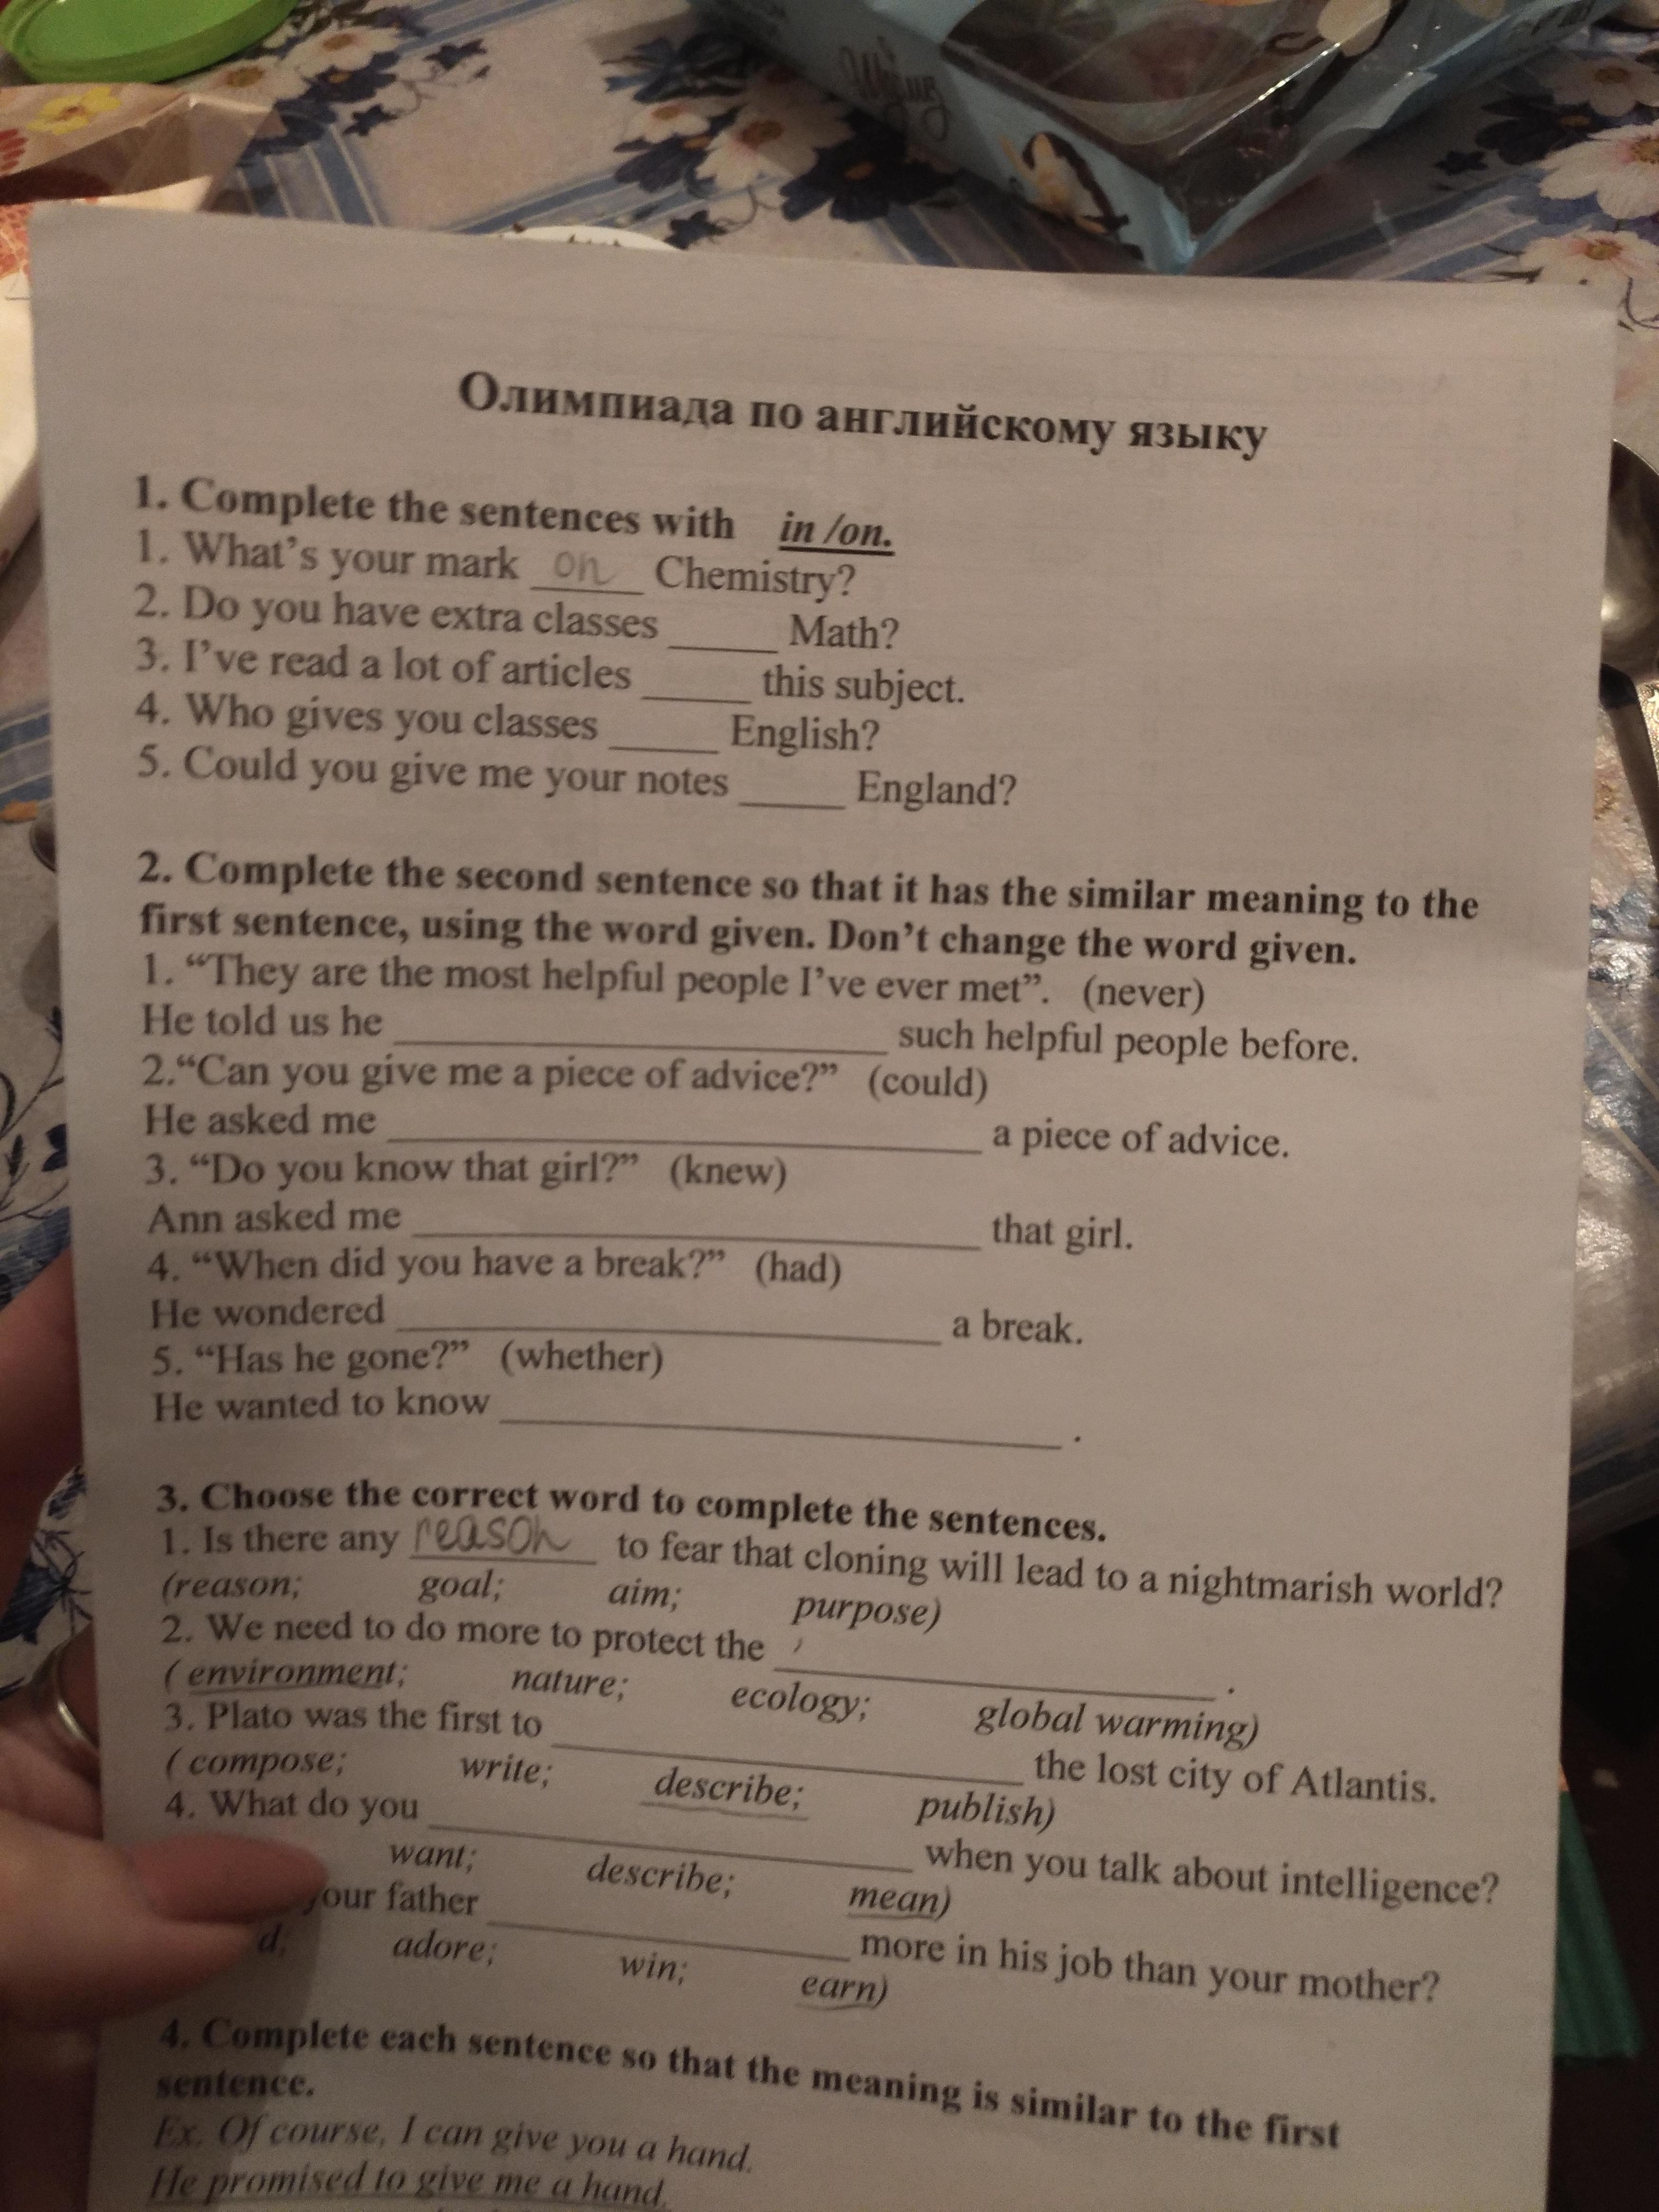 Олимпиада по английскому языку
1. Complete the sentences with in /on.
1. What's your mark on Chemistry?
2. Do you have extra classes _____ Math?
3. I've read a lot of articles _____ this subject.
4. Who gives you classes _____ English?
5. Could you give me your notes _____ England?
2. Complete the second sentence so that it has the similar meaning to the
first sentence, using the word given. Don't change the word given.
1. “They are the most helpful people I've ever met”. (never)
He told us he _____ such helpful people before.
2.“Can you give me a piece of advice?” (could)
He asked me _____ a piece of advice.
3. “Do you know that girl?” (knew)
Ann asked me _____ that girl.
4. “When did you have a break?” (had)
He wondered _____ a break.
5. “Has he gone?” (whether)
He wanted to know _____ .
3. Choose the correct word to complete the sentences.
1. Is there any reason to fear that cloning will lead to a nightmarish world?
(reason; goal; aim; purpose)
2. We need to do more to protect the _____ .
( environment; nature; ecology; global warming)
3. Plato was the first to _____ the lost city of Atlantis.
( compose; write; describe; publish)
4. What do you _____ when you talk about intelligence?
want; describe; mean)
your father _____ more in his job than your mother?
d; adore; win; earn)
4. Complete each sentence so that the meaning is similar to the first
sentence.
Ex. Of course, I can give you a hand.
He promised to give me a hand.